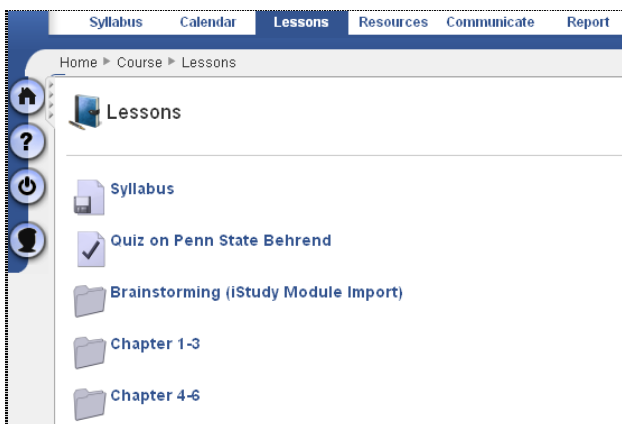 Syllabus Calendar Lessons Resources Communicate Report
Home ▶ Course ▶ Lessons
Lessons
?
Syllabus
Quiz on Penn State Behrend
Brainstorming (iStudy Module Import)
Chapter 1-3
Chapter 4-6